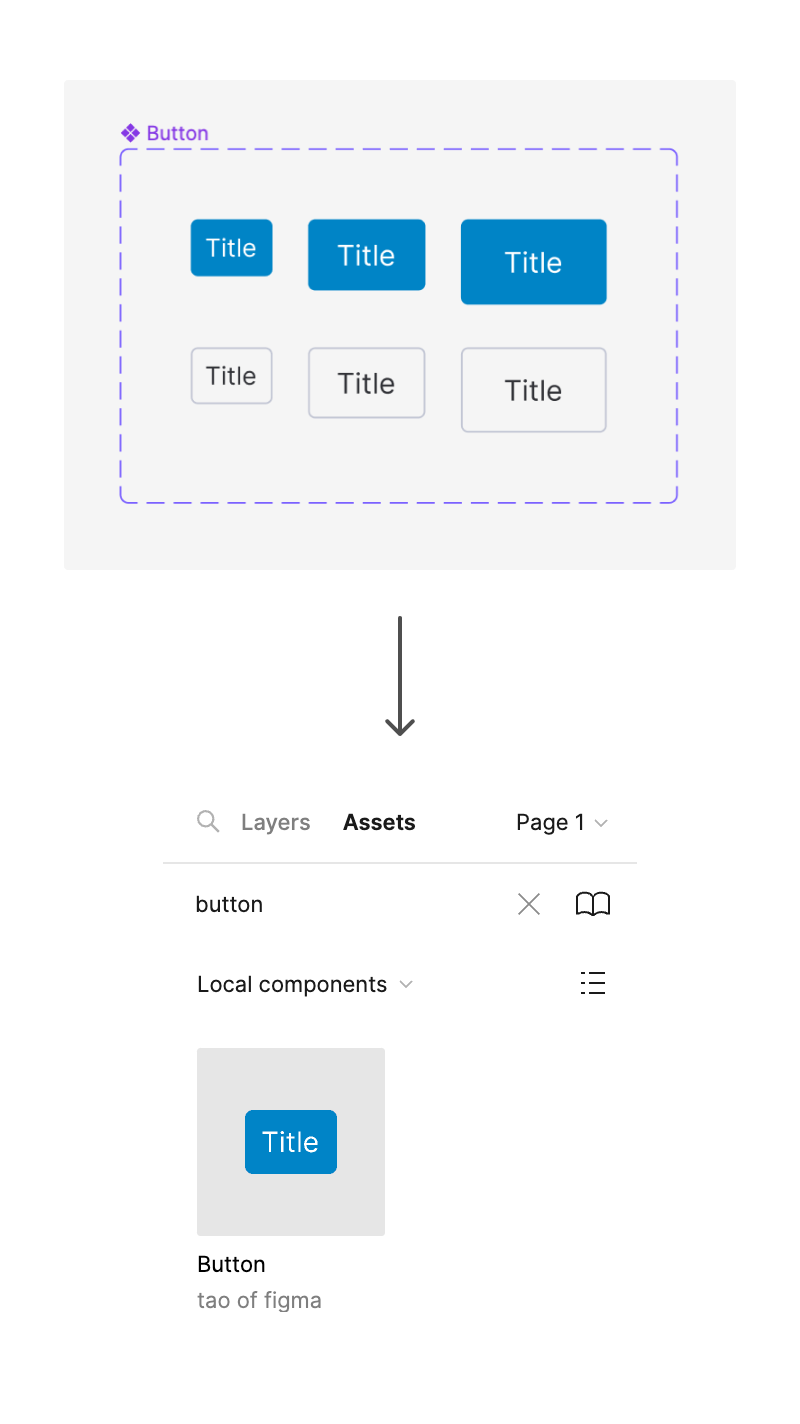 Button
Title Title Title
Title Title Title
Layers Assets Page 1
button
Local components
Title
Button
tao of figma